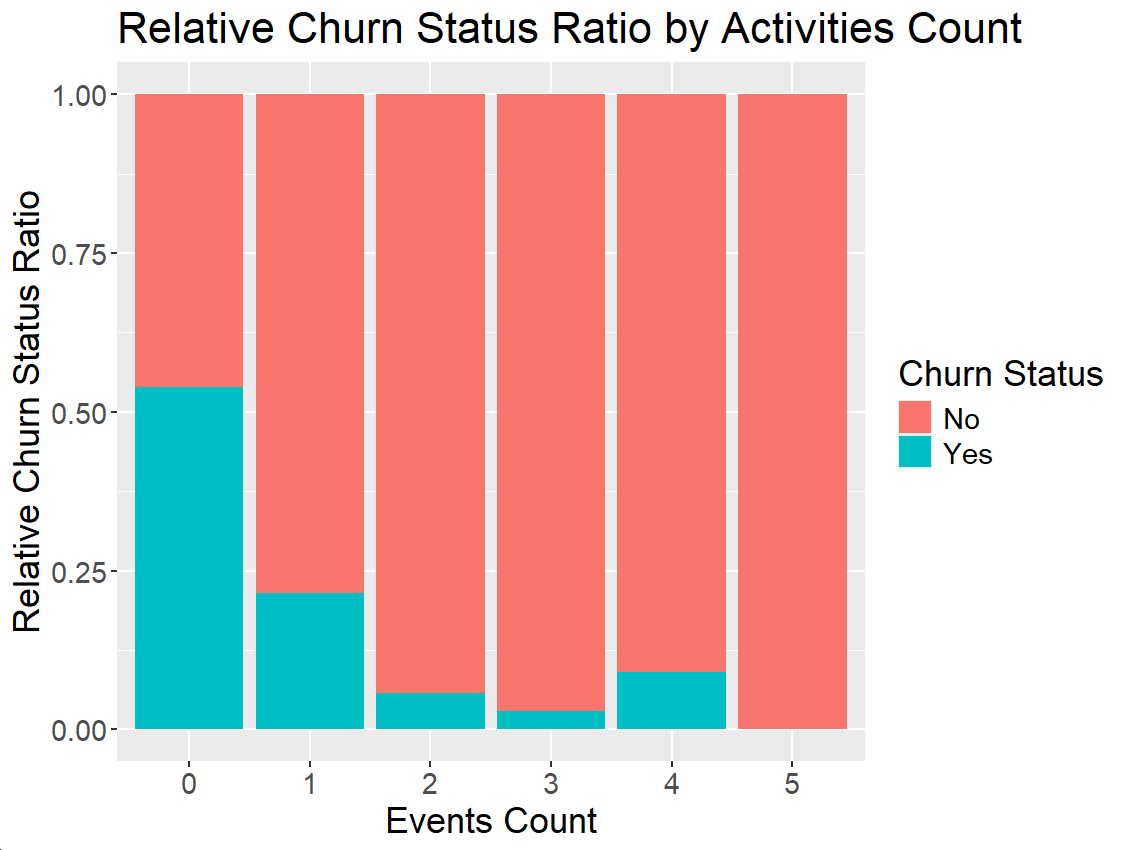 Relative Churn Status Ratio by Activities Count
Relative Churn Status Ratio
1.00
0.75
0.50
0.25
0.00
0 1 2 3 4 5
Events Count
Churn Status
No
Yes